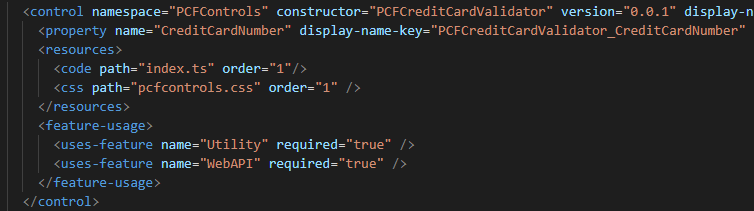 <control namespace="PCFControls" constructor="PCFCreditCardValidator" version="0.0.1" display-n
<property name="CreditCardNumber" display-name-key="PCFCreditCardValidator_CreditCardNumber"
<resources>
<code path="index.ts" order="1"/>
<css path="pcfcontrols.css" order="1" />
</resources>
<feature-usage>
<uses-feature name="Utility" required="true" />
<uses-feature name="WebAPI" required="true" />
</feature-usage>
</control>